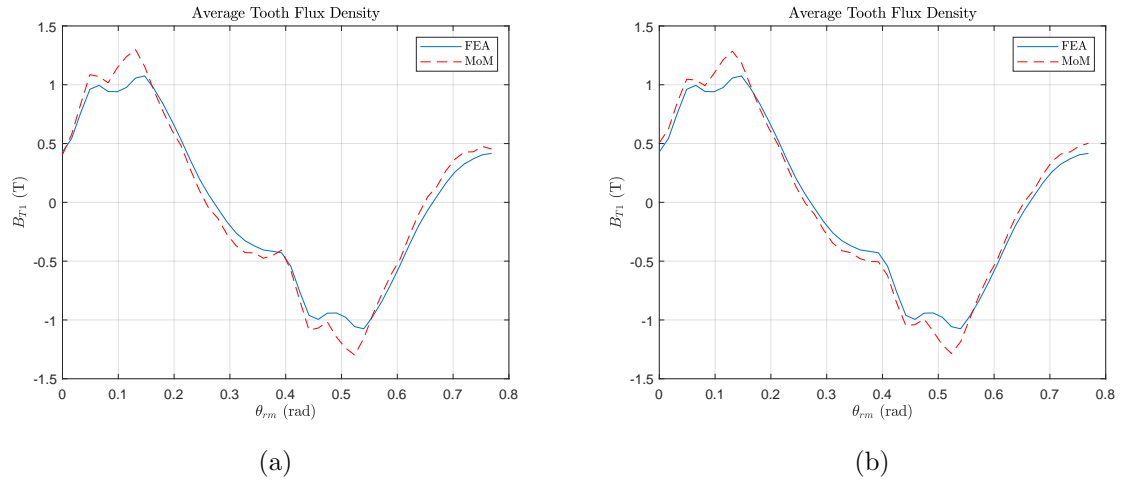 Average Tooth Flux Density
1.5
1
0.5
0
-0.5
-1
-1.5
B_{T1} (T)
0 0.1 0.2 0.3 0.4 0.5 0.6 0.7 0.8
θ_{rm} (rad)
FEA
MoM
(a)
Average Tooth Flux Density
1.5
1
0.5
0
-0.5
-1
-1.5
B_{T1} (T)
0 0.1 0.2 0.3 0.4 0.5 0.6 0.7 0.8
θ_{rm} (rad)
FEA
MoM
(b)